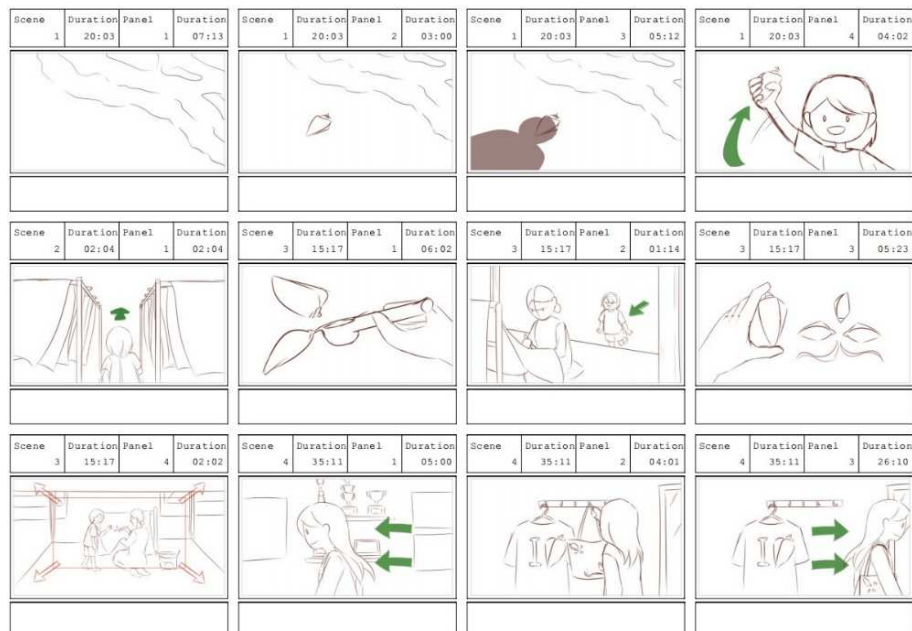 Scene Duration Panel Duration
1 20:03 1 07:13
Scene Duration Panel Duration
1 20:03 2 03:00
Scene Duration Panel Duration
1 20:03 3 05:12
Scene Duration Panel Duration
1 20:03 4 04:02
Scene Duration Panel Duration
2 02:04 1 02:04
Scene Duration Panel Duration
3 15:17 1 06:02
Scene Duration Panel Duration
3 15:17 2 01:14
Scene Duration Panel Duration
3 15:17 3 05:23
Scene Duration Panel Duration
3 15:17 4 02:02
Scene Duration Panel Duration
4 35:11 1 05:00
Scene Duration Panel Duration
4 35:11 2 04:01
Scene Duration Panel Duration
4 35:11 3 26:10
I
I